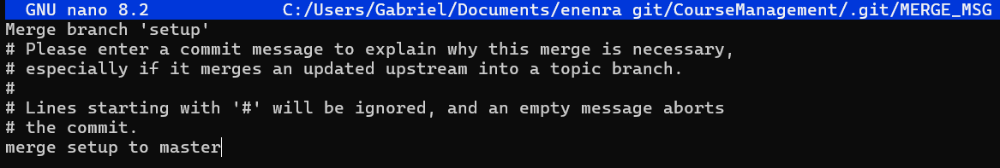 GNU nano 8.2 C:/Users/Gabriel/Documents/enenra git/CourseManagement/.git/MERGE_MSG
Merge branch 'setup'
# Please enter a commit message to explain why this merge is necessary,
# especially if it merges an updated upstream into a topic branch.
#
# Lines starting with '#' will be ignored, and an empty message aborts
# the commit.
merge setup to master